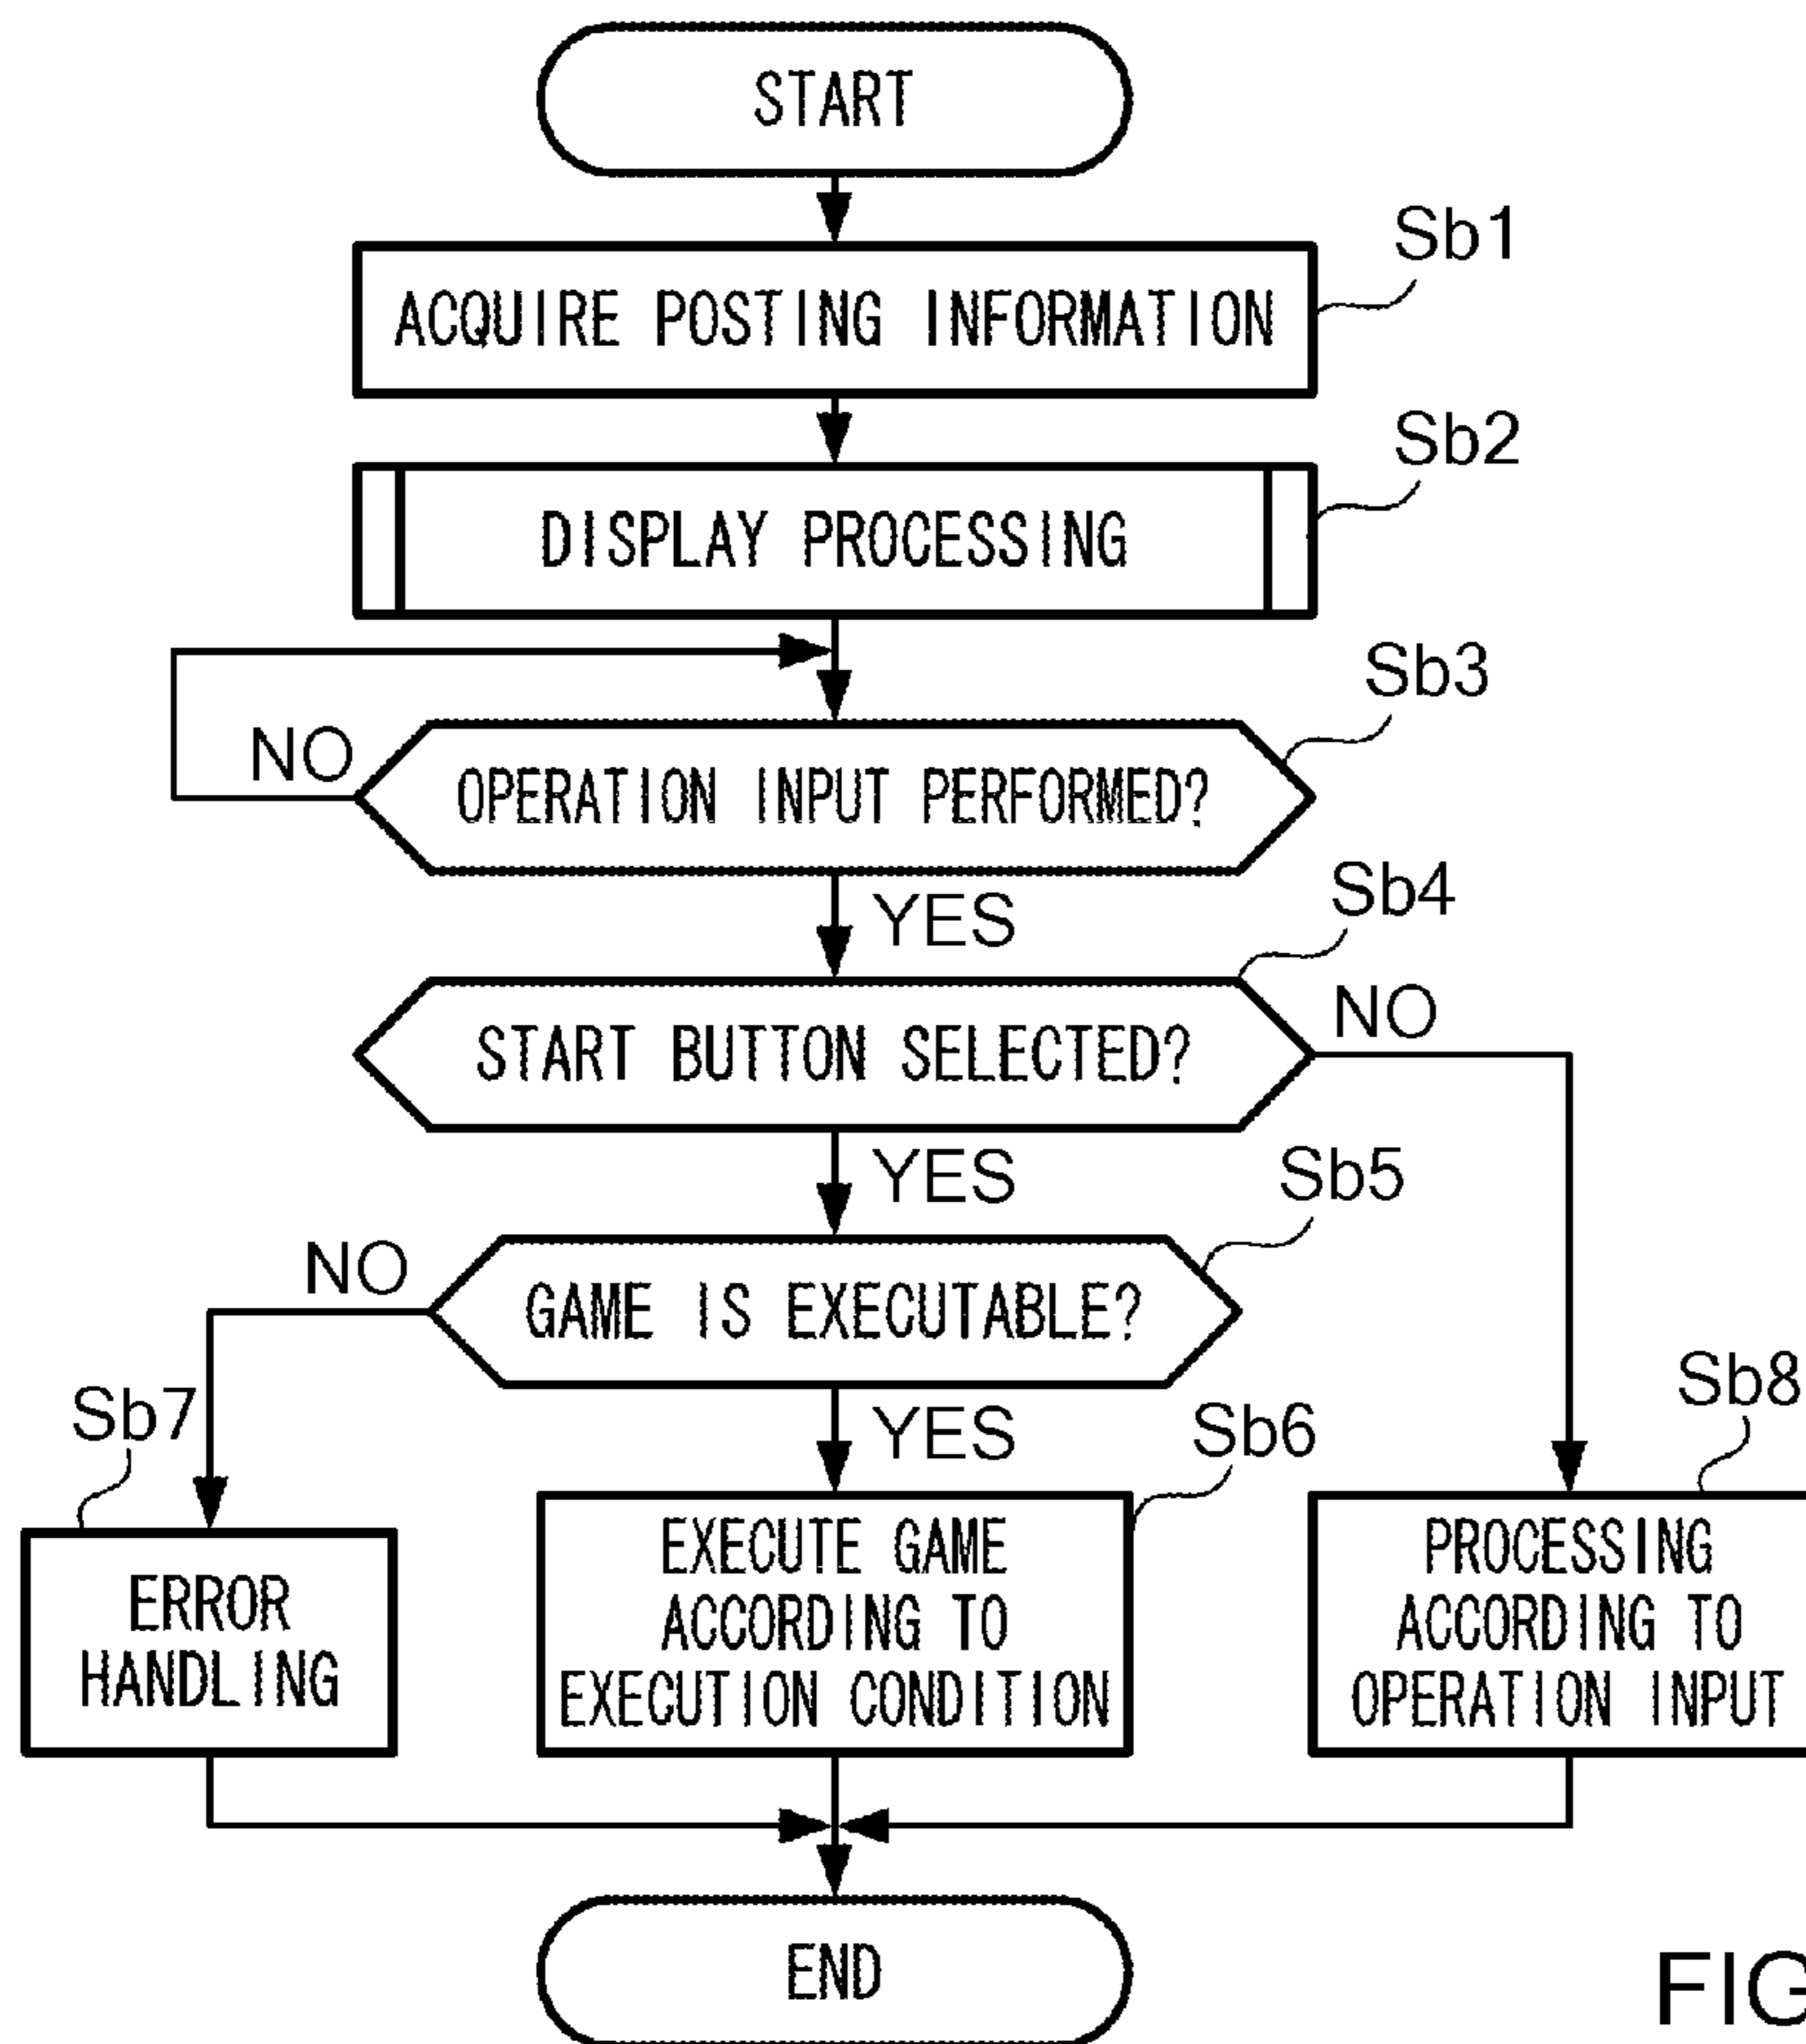 START
Sb1
ACQUIRE POSTING INFORMATION
Sb2
DISPLAY PROCESSING
Sb3
NO
OPERATION INPUT PERFORMED?
YES
Sb4
START BUTTON SELECTED?
NO
YES
Sb5
NO
GAME IS EXECUTABLE?
Sb7
YES
Sb6
Sb8
ERROR
HANDLING
EXECUTE GAME
ACCORDING TO
EXECUTION CONDITION
PROCESSING
ACCORDING TO
OPERATION INPUT
END
FIG